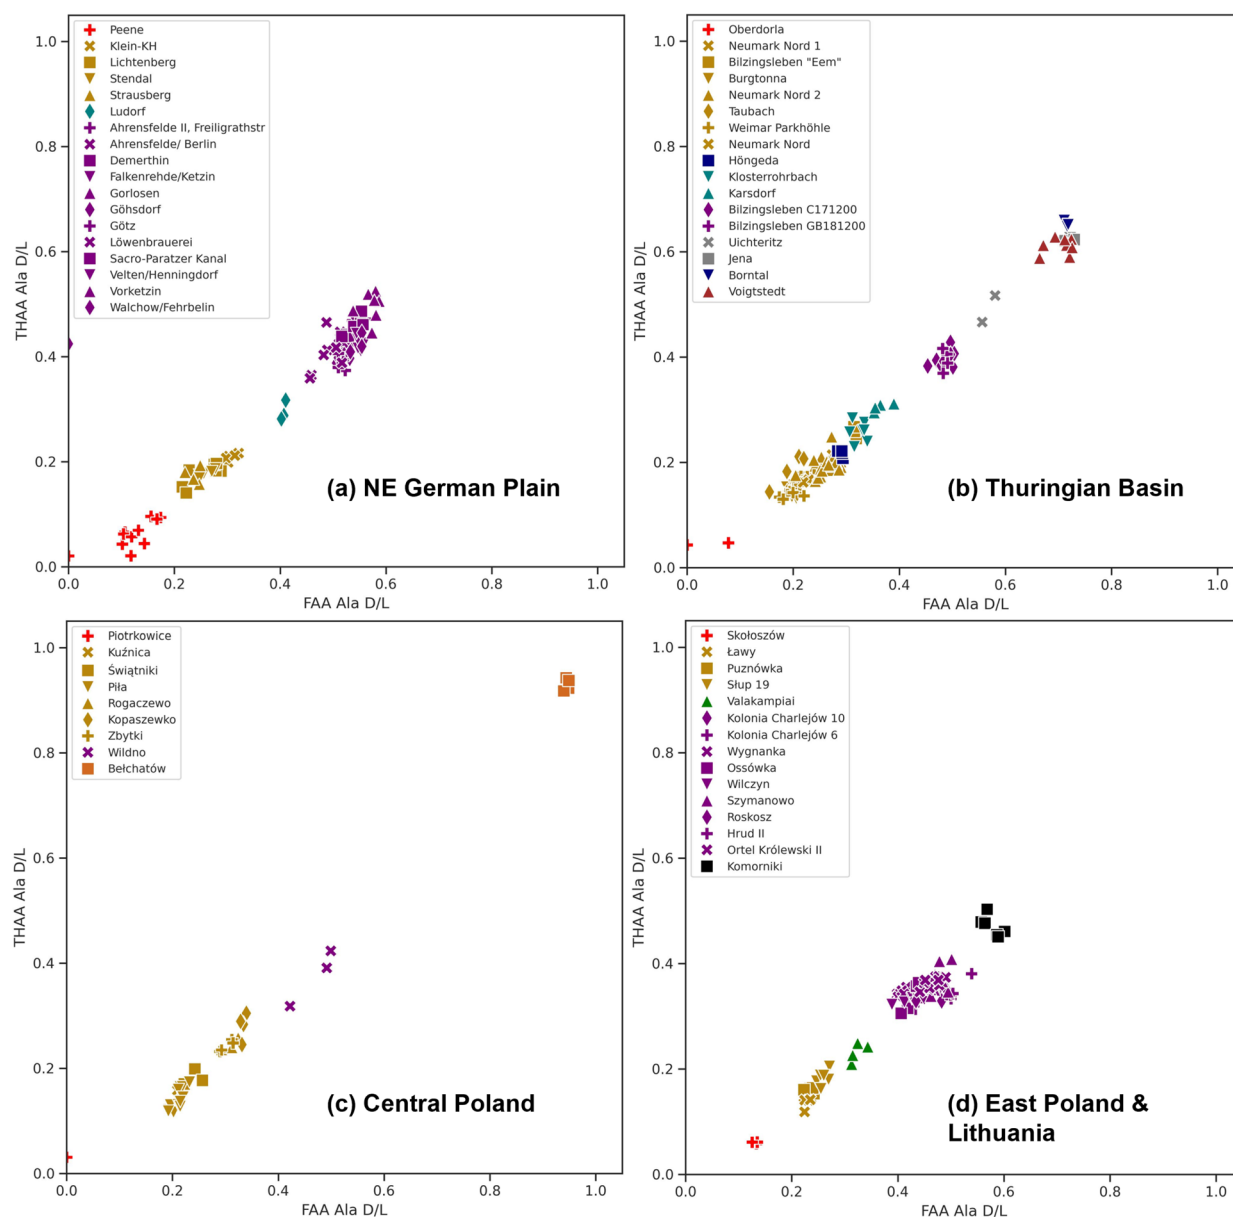 Peene
Klein-KH
Lichtenberg
Stendal
Strausberg
Ludorf
Ahrensfelde II, Freiligrathstr
Ahrensfelde/ Berlin
Demerthin
Falkenrehde/Ketzin
Gorlosen
Göhsdorf
Götz
Löwenbrauerei
Sacro-Paratzer Kanal
Velten/Henningdorf
Vorketzin
Walchow/Fehrbelin
1.0
0.8
0.6
0.4
0.2
0.0
THAA Ala D/L
(a) NE German Plain
0.0 0.2 0.4 0.6 0.8 1.0
FAA Ala D/L
Oberdorla
Neumark Nord 1
Bilzingsleben "Eem"
Burgtonna
Neumark Nord 2
Taubach
Weimar Parkhöhle
Neumark Nord
Höngeda
Klosterrohrbach
Karsdorf
Bilzingsleben C171200
Bilzingsleben GB181200
Uichteritz
Jena
Borntal
Voigtstedt
1.0
0.8
0.6
0.4
0.2
0.0
THAA Ala D/L
(b) Thuringian Basin
0.0 0.2 0.4 0.6 0.8 1.0
FAA Ala D/L
Piotrkowice
Kuźnica
Świątniki
Piła
Rogaczewo
Kopaszewko
Zbytki
Wildno
Bełchatów
1.0
0.8
0.6
0.4
0.2
0.0
THAA Ala D/L
(c) Central Poland
0.0 0.2 0.4 0.6 0.8 1.0
FAA Ala D/L
Skołoszów
Ławy
Puznówka
Słup 19
Valakampiai
Kolonia Charlejów 10
Kolonia Charlejów 6
Wygnanka
Ossówka
Wilczyn
Szymanowo
Roskosz
Hrud II
Ortel Królewski II
Komorniki
1.0
0.8
0.6
0.4
0.2
0.0
THAA Ala D/L
(d) East Poland &
Lithuania
0.0 0.2 0.4 0.6 0.8 1.0
FAA Ala D/L